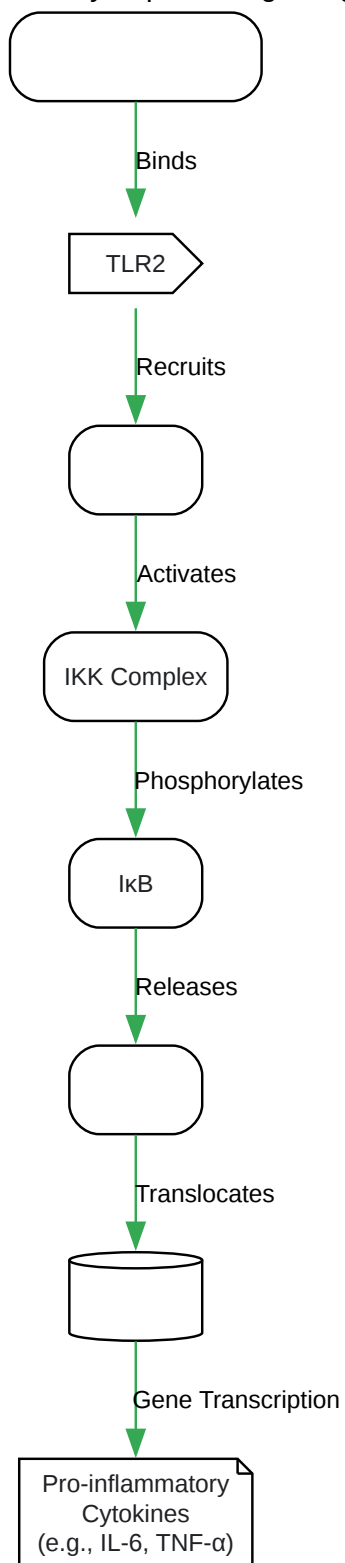 Binds
TLR2
Recruits
Activates
IKK Complex
Phosphorylates
IκB
Releases
Translocates
Gene Transcription
Pro-inflammatory
Cytokines
(e.g., IL-6, TNF-α)